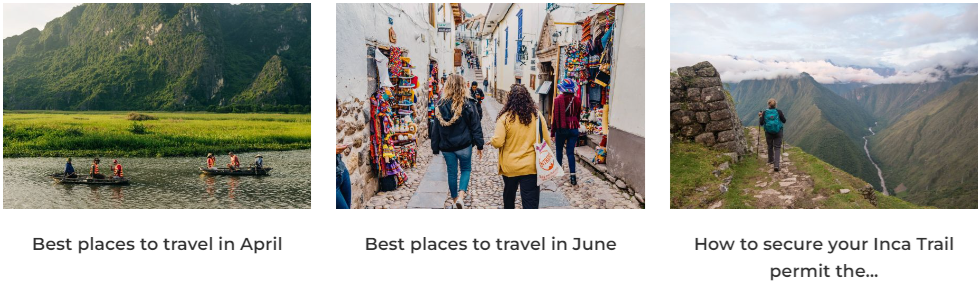 Best places to travel in April
Best places to travel in June
How to secure your Inca Trail
permit the...